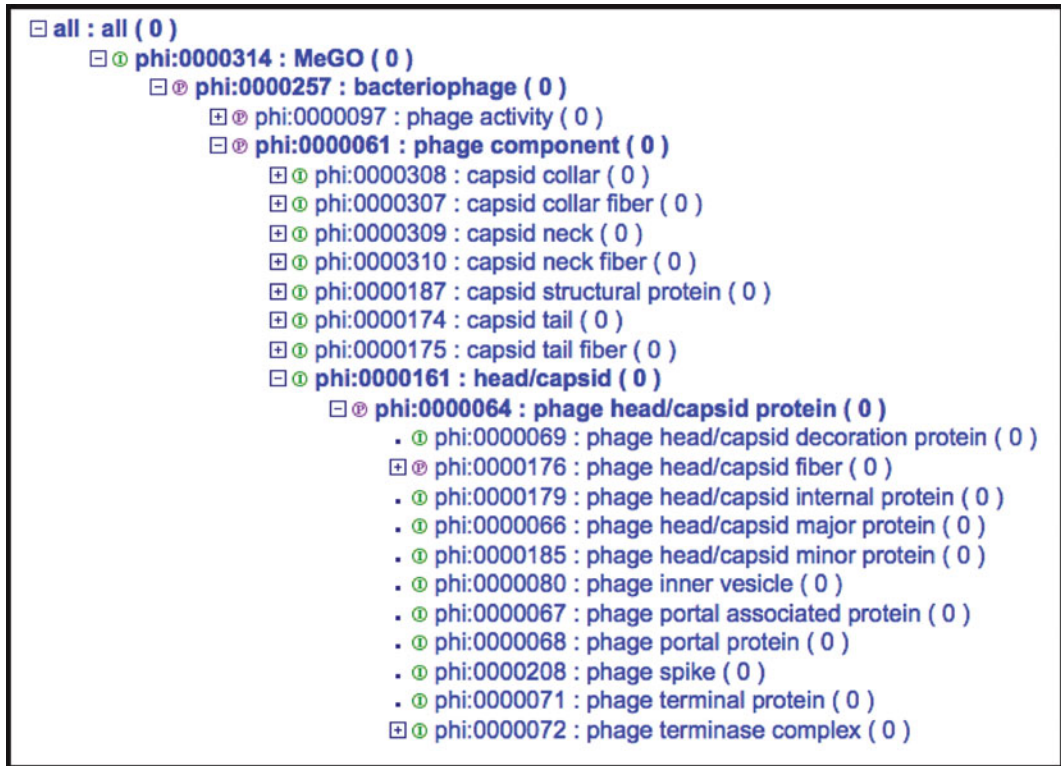 all : all ( 0 )
phi:0000314 : MeGO ( 0 )
phi:0000257 : bacteriophage ( 0 )
phi:0000097 : phage activity ( 0 )
phi:0000061 : phage component ( 0 )
phi:0000308 : capsid collar ( 0 )
phi:0000307 : capsid collar fiber ( 0 )
phi:0000309 : capsid neck ( 0 )
phi:0000310 : capsid neck fiber ( 0 )
phi:0000187 : capsid structural protein ( 0 )
phi:0000174 : capsid tail ( 0 )
phi:0000175 : capsid tail fiber ( 0 )
phi:0000161 : head/capsid ( 0 )
phi:0000064 : phage head/capsid protein ( 0 )
phi:0000069 : phage head/capsid decoration protein ( 0 )
phi:0000176 : phage head/capsid fiber ( 0 )
phi:0000179 : phage head/capsid internal protein ( 0 )
phi:0000066 : phage head/capsid major protein ( 0 )
phi:0000185 : phage head/capsid minor protein ( 0 )
phi:0000080 : phage inner vesicle ( 0 )
phi:0000067 : phage portal associated protein ( 0 )
phi:0000068 : phage portal protein ( 0 )
phi:0000208 : phage spike ( 0 )
phi:0000071 : phage terminal protein ( 0 )
phi:0000072 : phage terminase complex ( 0 )